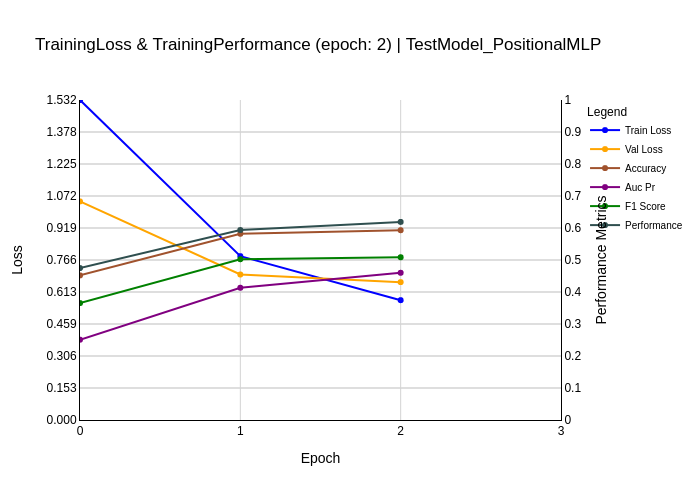 TrainingLoss & TrainingPerformance (epoch: 2) | TestModel_PositionalMLP
1.532
1.378
1.225
1.072
0.919
0.766
0.613
0.459
0.306
0.153
0.000
Loss
0
1
2
3
Epoch
1
0.9
0.8
0.7
0.6
0.5
0.4
0.3
0.2
0.1
0
Performance Metrics
Legend
Train Loss
Val Loss
Accuracy
Auc Pr
F1 Score
Performance